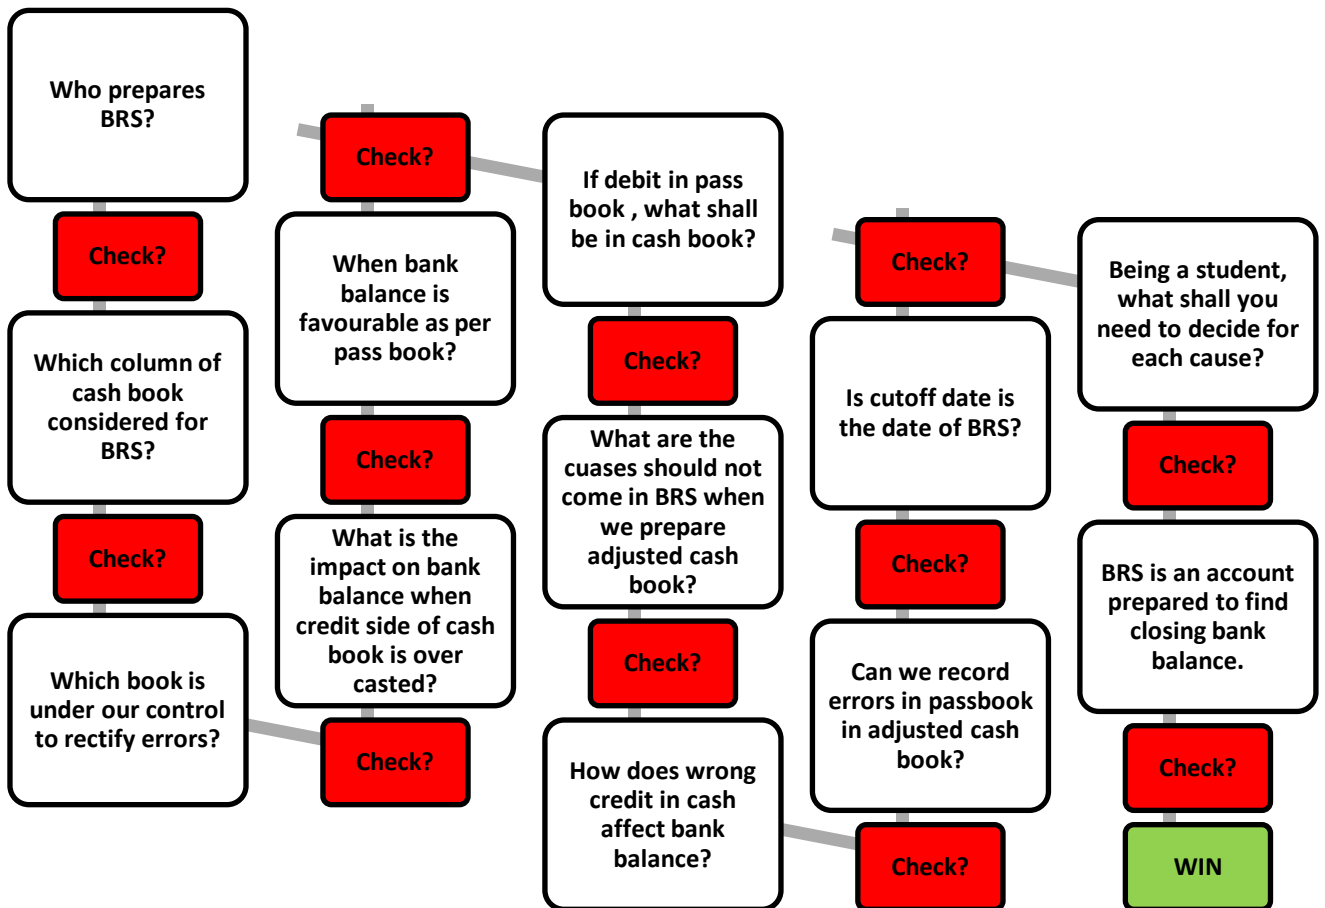 Who prepares
BRS?
Check?
Which column of
cash book
considered for
BRS?
Check?
Which book is
under our control
to rectify errors?
Check?
What is the
impact on bank
balance when
credit side of cash
book is over
casted?
Check?
When bank
balance is
favourable as per
pass book?
Check?
If debit in pass
book , what shall
be in cash book?
Check?
What are the
cuases should not
come in BRS when
we prepare
adjusted cash
book?
Check?
How does wrong
credit in cash
affect bank
balance?
Check?
Can we record
errors in passbook
in adjusted cash
book?
Check?
Is cutoff date is
the date of BRS?
Check?
Being a student,
what shall you
need to decide for
each cause?
Check?
BRS is an account
prepared to find
closing bank
balance.
Check?
WIN